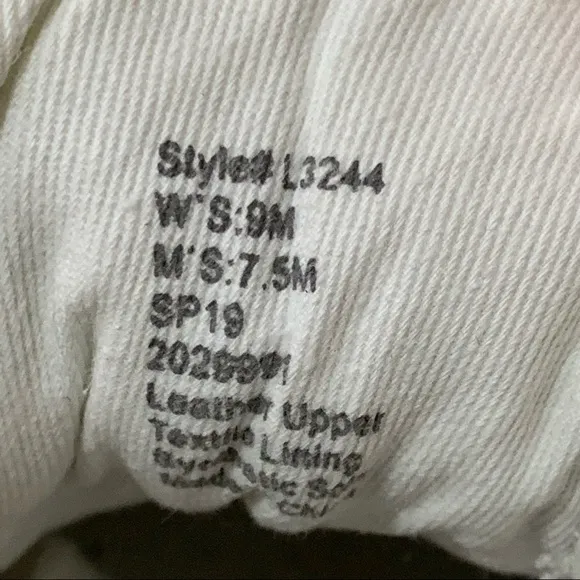 Style# L3244
W'S:9M
M'S:7.5M
SP19
Leather Upper
Textile Lining